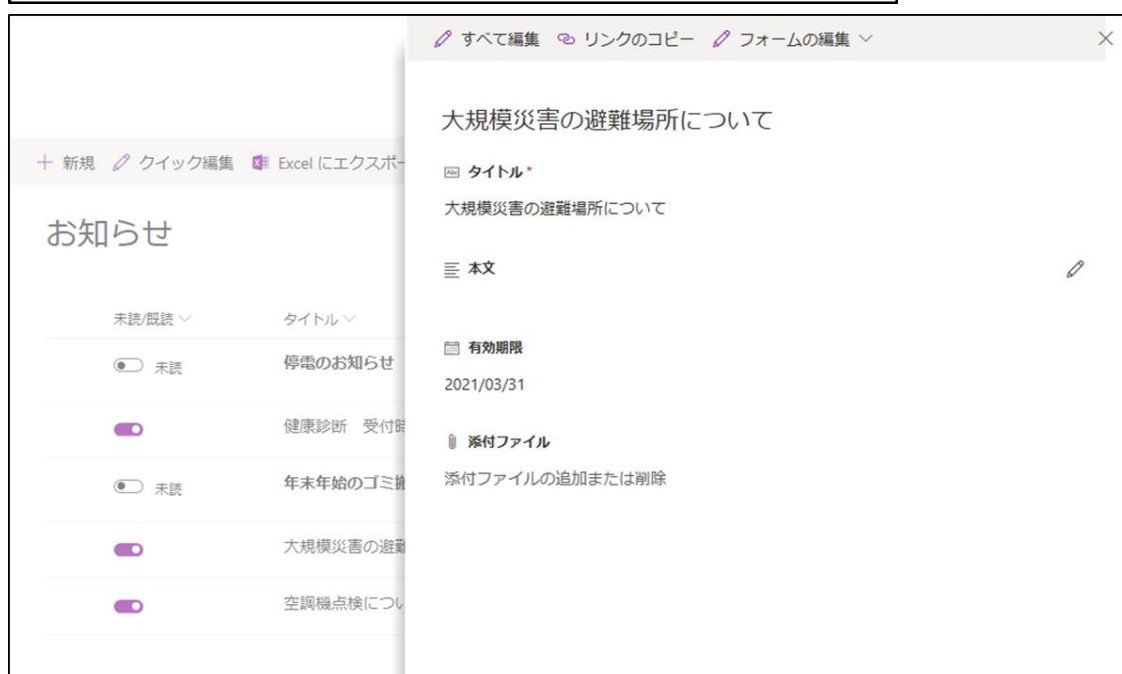 すべて編集 リンクのコピー フォームの編集
大規模災害の避難場所について
+ 新規 クイック編集 Excel にエクスポー
タイトル *
大規模災害の避難場所について
お知らせ
本文
未読/既読 タイトル
有効期限
未読 停電のお知らせ
2021/03/31
健康診断 受付時
添付ファイル
添付ファイルの追加または削除
未読 年末年始のゴミ搬
大規模災害の避難
空調機点検につい